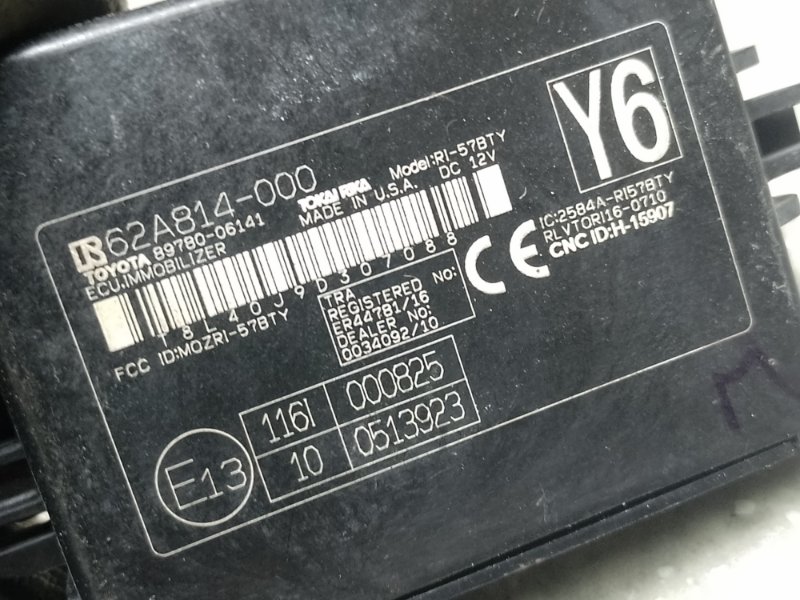 62A814-000
TOKAI RIKA
Model:RI-57BTY
Y6
TOYOTA 89780-06141
MADE IN U.S.A.
DC 12V
ECU.IMMOBILIZER
T8L40J9D307088
FCC ID:MOZRI-57BTY
TRA
REGISTERED NO:
ER44781/16
DEALER NO:
0034092/10
CE
IC:2584A-RI57BTY
RLVTORI16-0710
CNC ID:H-15907
E13
116I 000825
10 0513923
M